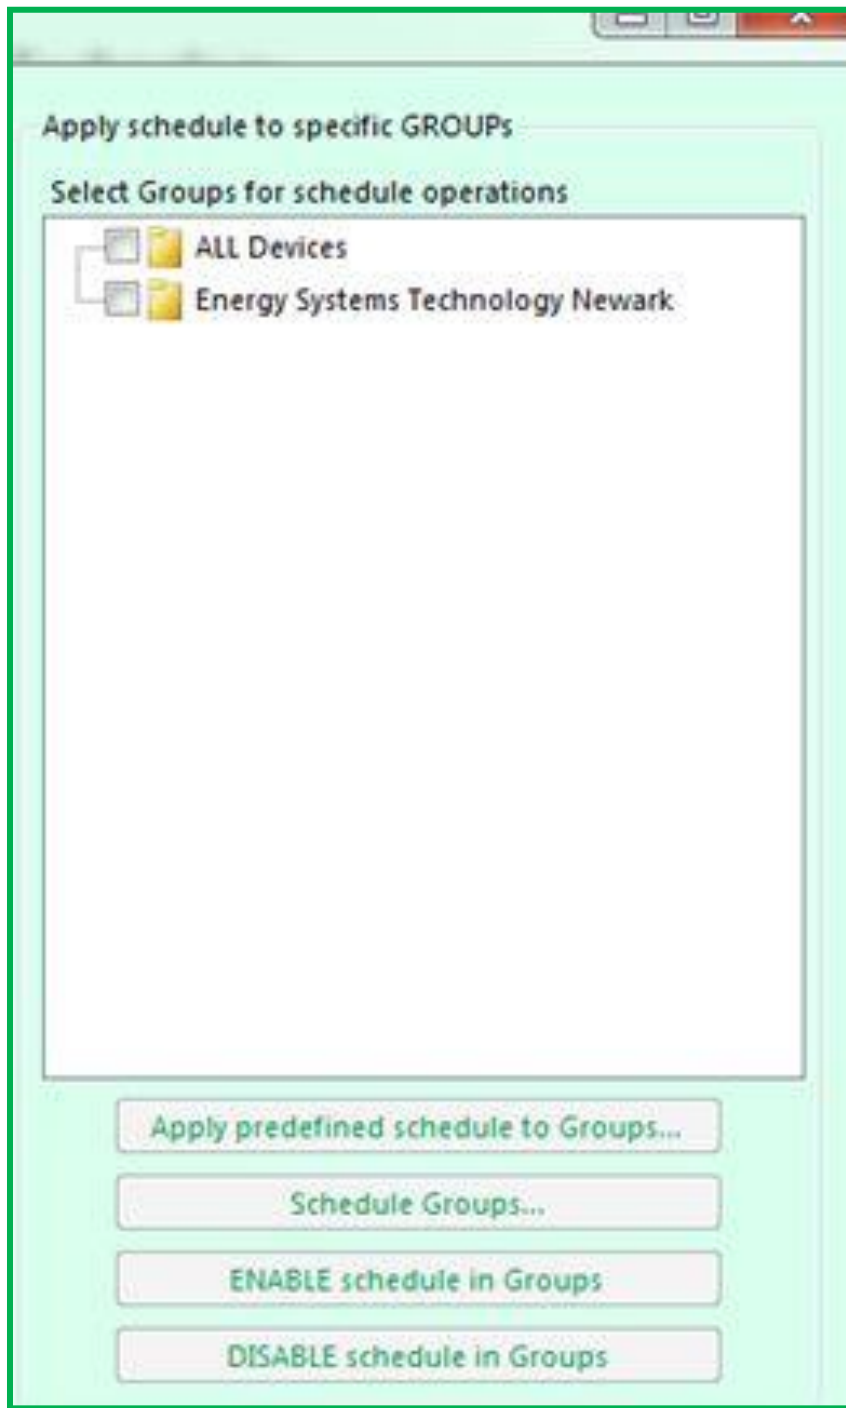 Apply schedule to specific GROUPs
Select Groups for schedule operations
ALL Devices
Energy Systems Technology Newark
Apply predefined schedule to Groups...
Schedule Groups...
ENABLE schedule in Groups
DISABLE schedule in Groups